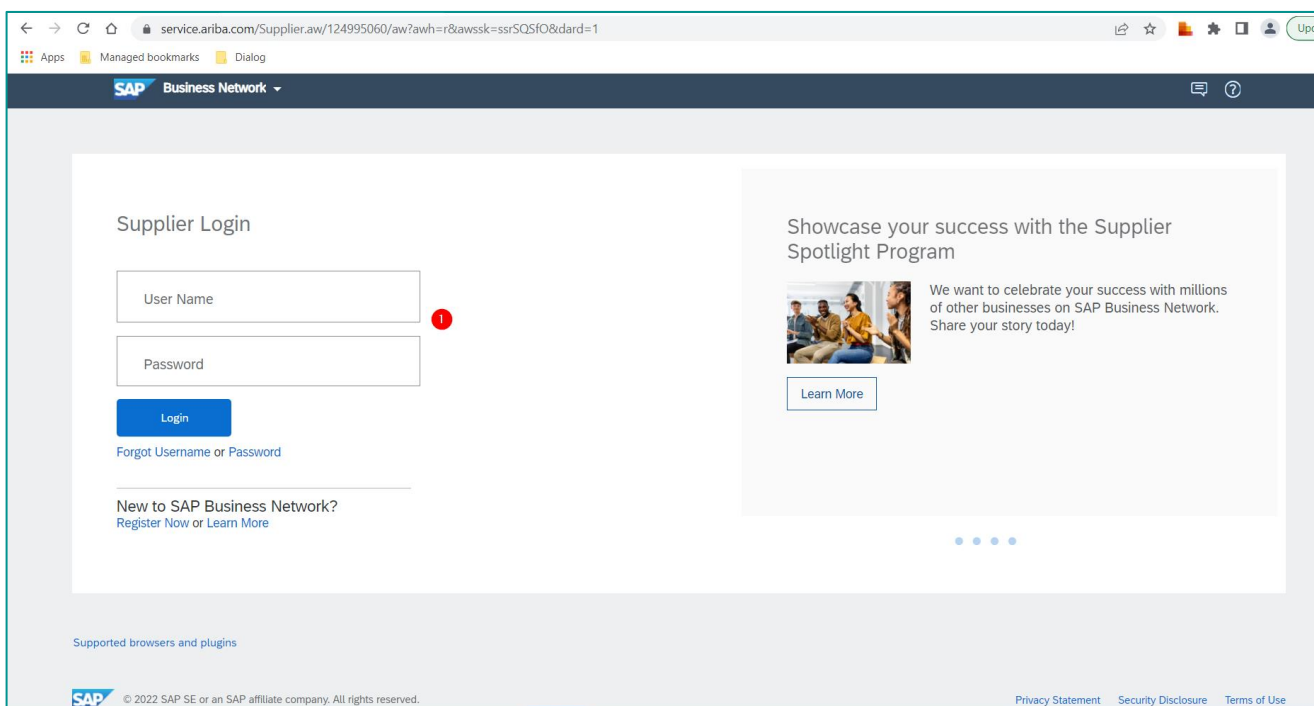 service.ariba.com/Supplier.aw/124995060/aw?awh=r&awssk=ssrSQSfO&dard=1
Upd
Apps Managed bookmarks Dialog
SAP Business Network
Supplier Login
User Name
1
Password
Login
Forgot Username or Password
New to SAP Business Network?
Register Now or Learn More
Showcase your success with the Supplier
Spotlight Program
We want to celebrate your success with millions
of other businesses on SAP Business Network.
Share your story today!
Learn More
Supported browsers and plugins
SAP © 2022 SAP SE or an SAP affiliate company. All rights reserved.
Privacy Statement Security Disclosure Terms of Use